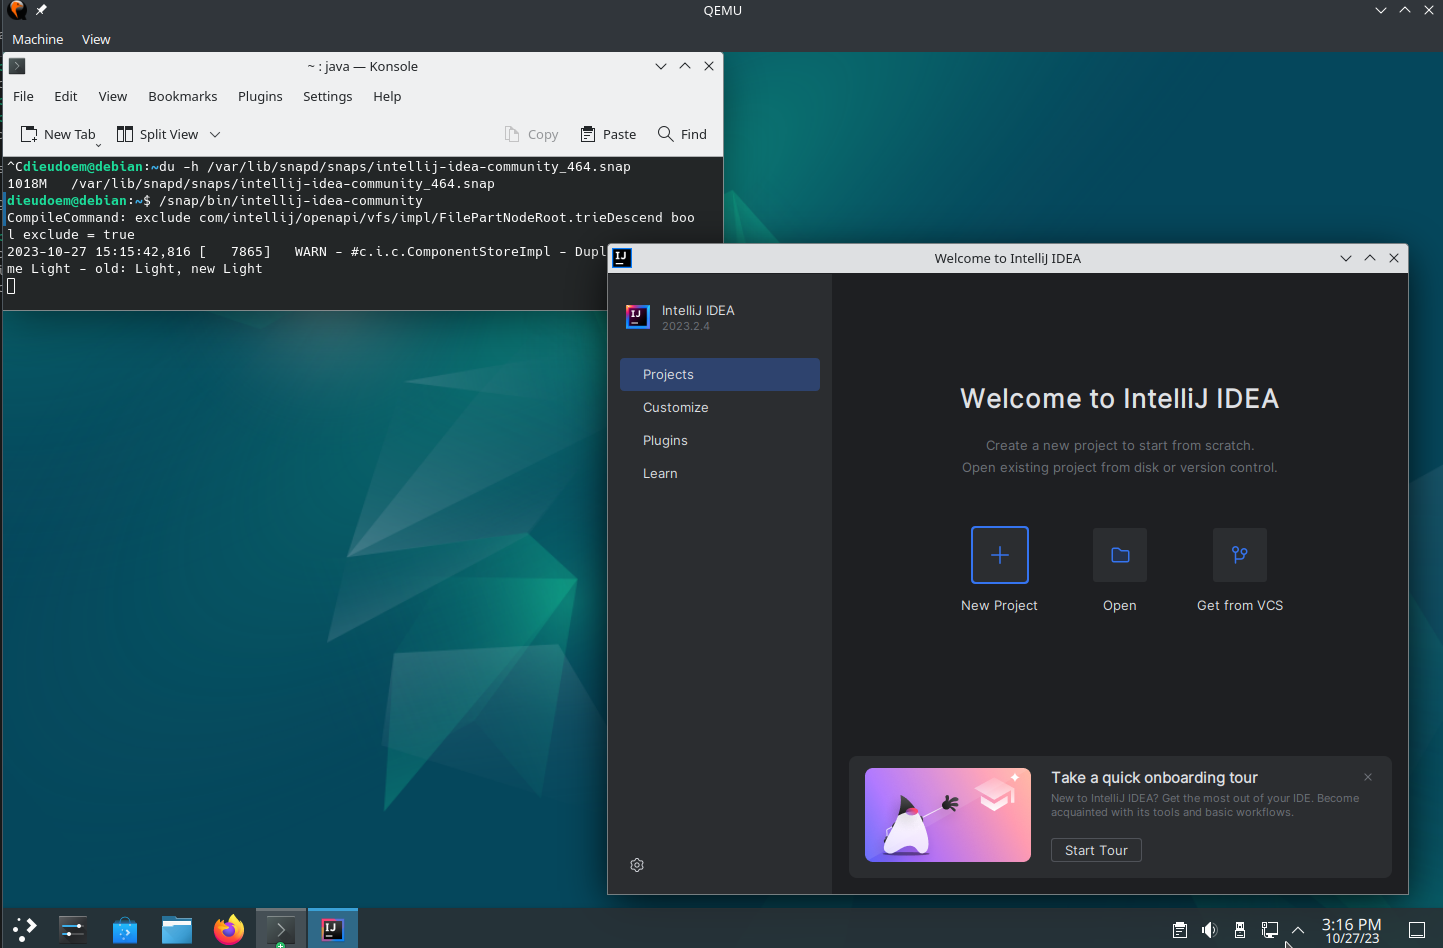 QEMU
Machine View
~ : java — Konsole
File Edit View Bookmarks Plugins Settings Help
New Tab Split View Copy Paste Find
^Cdieudoem@debian:~du -h /var/lib/snapd/snaps/intellij-idea-community_464.snap
1018M /var/lib/snapd/snaps/intellij-idea-community_464.snap
dieudoem@debian:~$ /snap/bin/intellij-idea-community
CompileCommand: exclude com/intellij/openapi/vfs/impl/FilePartNodeRoot.trieDescend boo
l exclude = true
2023-10-27 15:15:42,816 [ 7865] WARN - #c.i.c.ComponentStoreImpl - Dupl
me Light - old: Light, new Light
IJ
Welcome to IntelliJ IDEA
IJ
IntelliJ IDEA
2023.2.4
Projects
Customize
Plugins
Learn
Welcome to IntelliJ IDEA
Create a new project to start from scratch.
Open existing project from disk or version control.
New Project Open Get from VCS
Take a quick onboarding tour
New to IntelliJ IDEA? Get the most out of your IDE. Become
acquainted with its tools and basic workflows.
Start Tour
IJ
3:16 PM
10/27/23